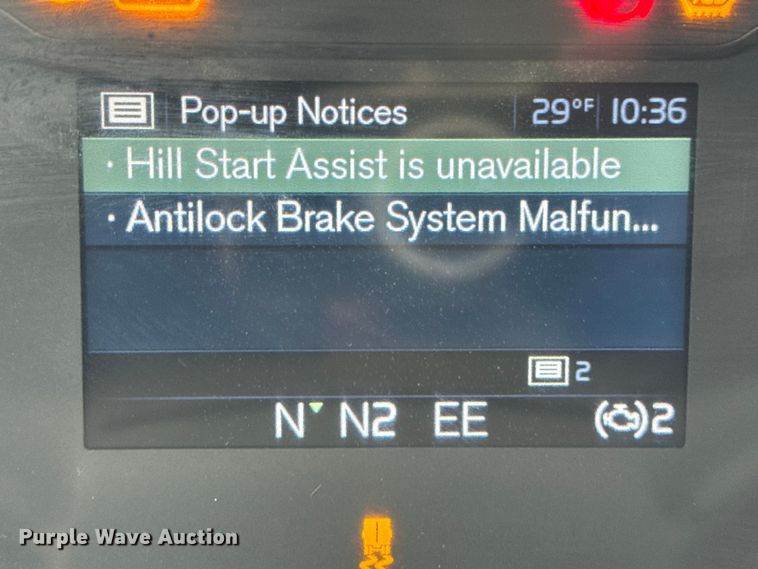 Pop-up Notices 29°F 10:36
· Hill Start Assist is unavailable
· Antilock Brake System Malfun...
2
N N2 EE 2
Purple Wave Auction